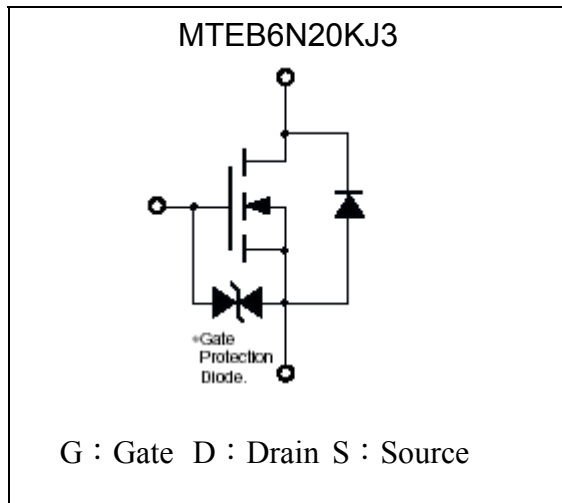 MTEB6N20KJ3
*Gate
Protection
Diode.
G：Gate D：Drain S：Source